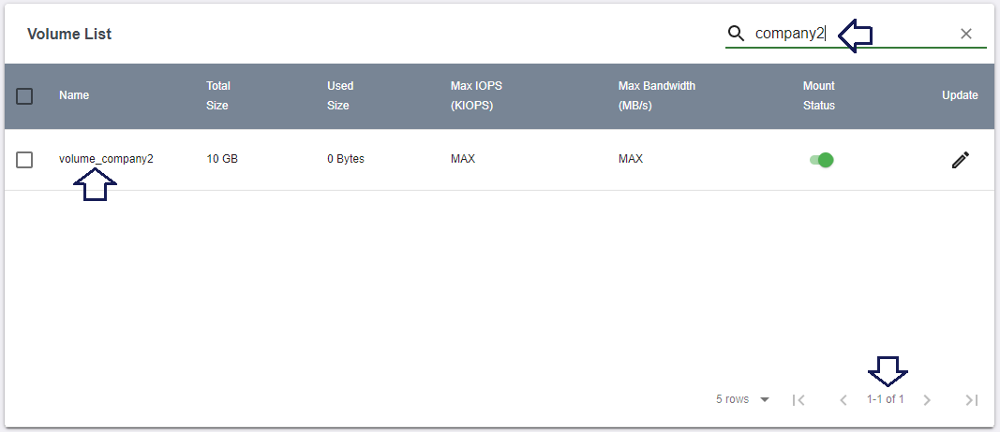 Volume List
company2
Name
Total
Size
Used
Size
Max IOPS
(KIOPS)
Max Bandwidth
(MB/s)
Mount
Status
Update
volume_company2
10 GB
0 Bytes
MAX
MAX
5 rows
1-1 of 1